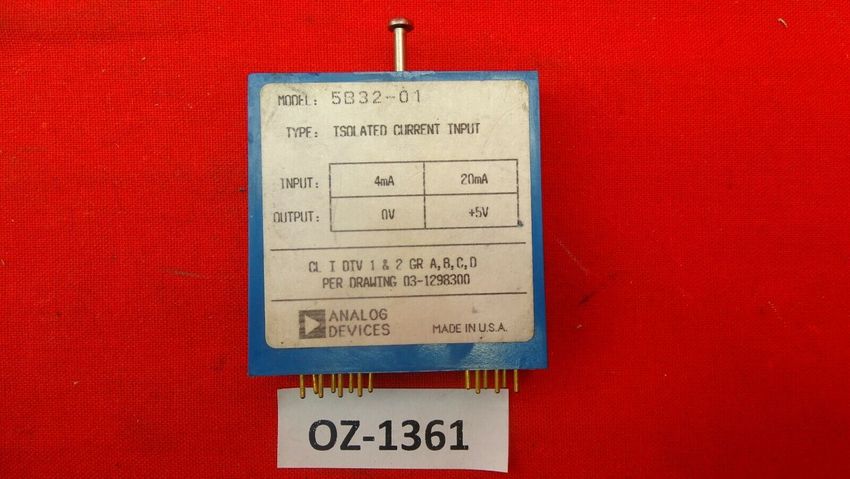 MODEL: 5B32-01
TYPE: ISOLATED CURRENT INPUT
INPUT: 4mA 20mA
OUTPUT: 0V +5V
CL I DIV 1 & 2 GR A,B,C,D
PER DRAWING 03-1298300
ANALOG
DEVICES
MADE IN U.S.A.
OZ-1361